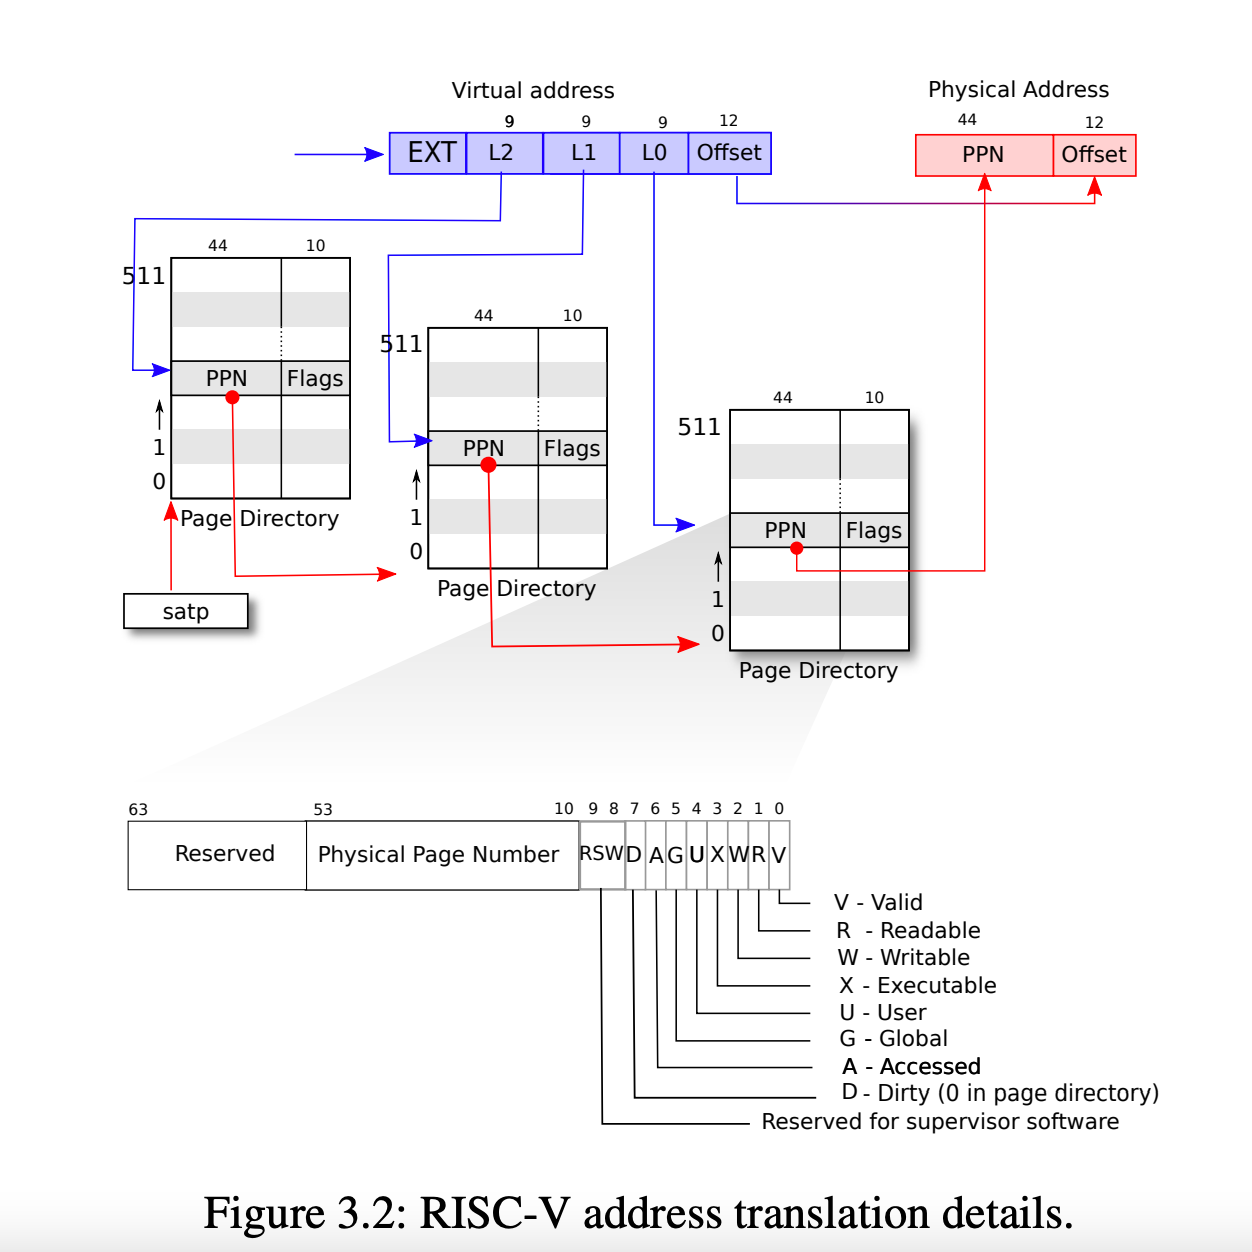 Virtual address
Physical Address
9 9 9 12
44 12
EXT L2 L1 L0 Offset
PPN Offset
44 10
511
PPN Flags
1
0
Page Directory
satp
44 10
511
PPN Flags
1
0
Page Directory
44 10
511
PPN Flags
1
0
Page Directory
63 53 10 9 8 7 6 5 4 3 2 1 0
Reserved Physical Page Number RSW D A G U X W R V
V - Valid
R - Readable
W - Writable
X - Executable
U - User
G - Global
A - Accessed
D - Dirty (0 in page directory)
Reserved for supervisor software
Figure 3.2: RISC-V address translation details.